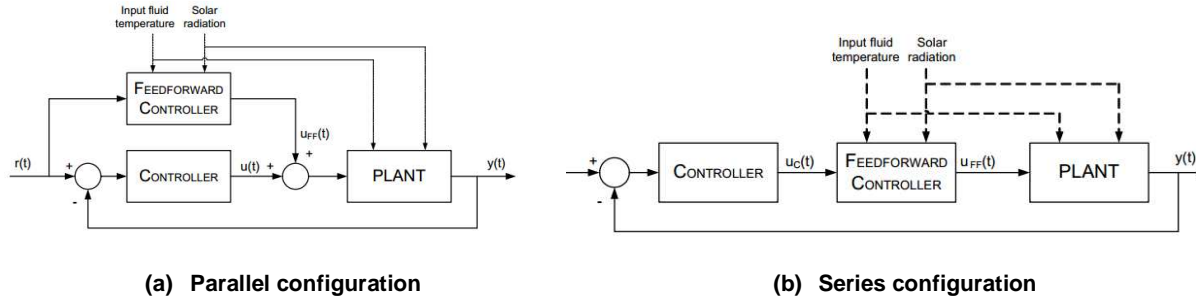 Input fluid
temperature
Solar
radiation
FEEDFORWARD
CONTROLLER
uFF(t)
r(t)
+
-
CONTROLLER
u(t)
+
+
PLANT
y(t)
(a) Parallel configuration
Input fluid
temperature
Solar
radiation
+
-
CONTROLLER
uC(t)
FEEDFORWARD
CONTROLLER
uFF(t)
PLANT
y(t)
(b) Series configuration